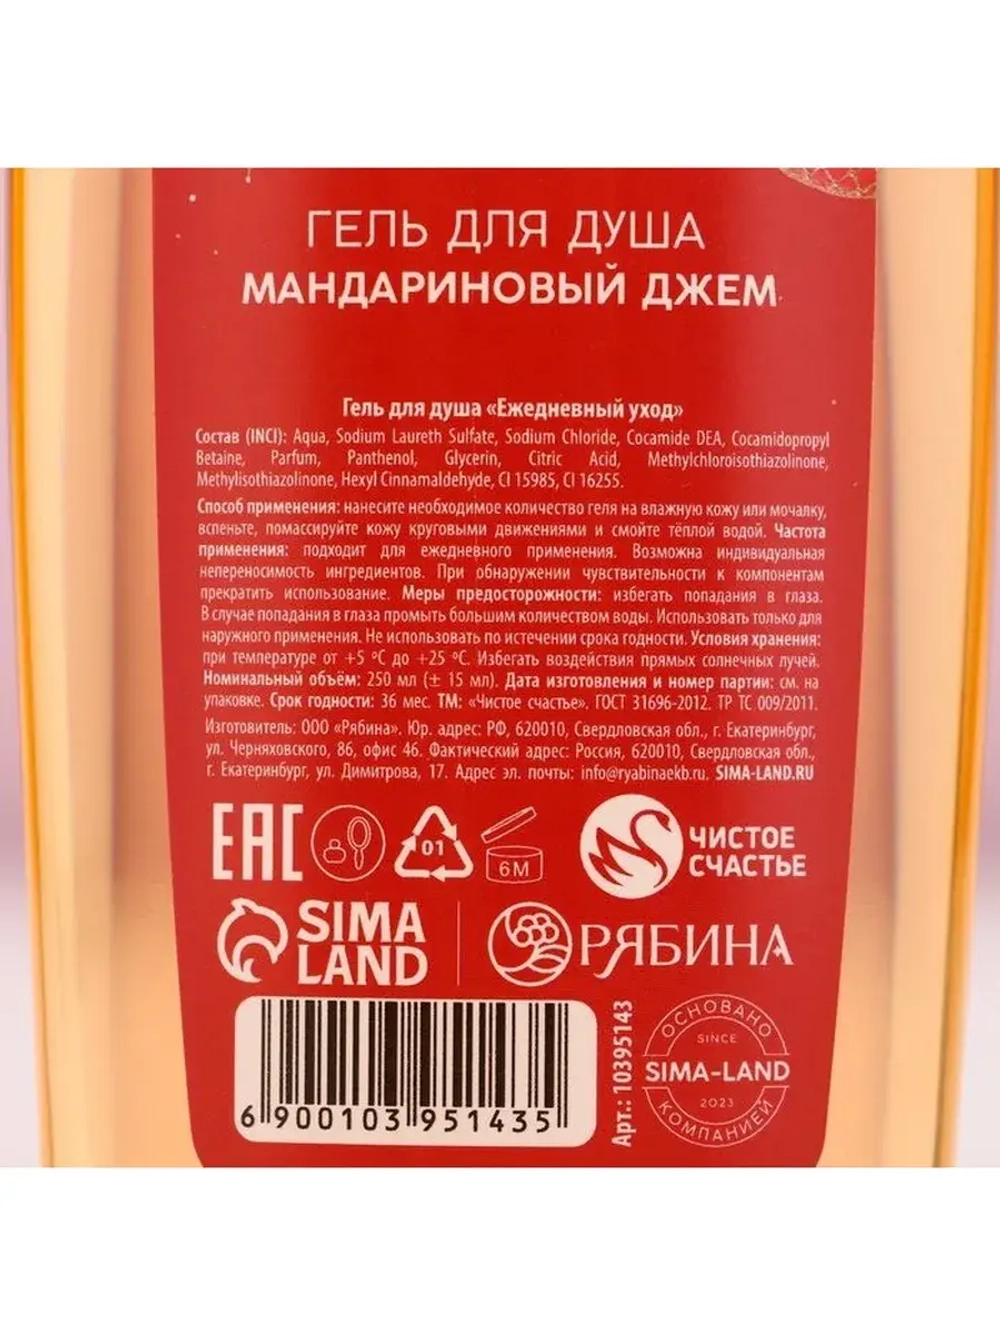 ГЕЛЬ ДЛЯ ДУША
МАНДАРИНОВЫЙ ДЖЕМ
Гель для душа «Ежедневный уход»
Состав (INCI): Aqua, Sodium Laureth Sulfate, Sodium Chloride, Cocamide DEA, Cocamidopropyl
Betaine, Parfum, Panthenol, Glycerin, Citric Acid, Methylchloroisothiazolinone,
Methylisothiazolinone, Hexyl Cinnamaldehyde, CI 15985, CI 16255.
Способ применения: нанесите необходимое количество геля на влажную кожу или мочалку,
вспеньте, помассируйте кожу круговыми движениями и смойте тёплой водой. Частота
применения: подходит для ежедневного применения. Возможна индивидуальная
непереносимость ингредиентов. При обнаружении чувствительности к компонентам
прекратить использование. Меры предосторожности: избегать попадания в глаза.
В случае попадания в глаза промыть большим количеством воды. Использовать только для
наружного применения. Не использовать по истечении срока годности. Условия хранения:
при температуре от +5 °C до +25 °C. Избегать воздействия прямых солнечных лучей.
Номинальный объём: 250 мл (± 15 мл). Дата изготовления и номер партии: см. на
упаковке. Срок годности: 36 мес. ТМ: «Чистое счастье». ГОСТ 31696-2012. ТР ТС 009/2011.
Изготовитель: ООО «Рябина». Юр. адрес: РФ, 620010, Свердловская обл., г. Екатеринбург,
ул. Черняховского, 86, офис 46. Фактический адрес: Россия, 620010, Свердловская обл.,
г. Екатеринбург, ул. Димитрова, 17. Адрес эл. почты: info@ryabinaekb.ru. SIMA-LAND.RU
EAC
01
6М
ЧИСТОЕ
СЧАСТЬЕ
SIMA
LAND
РЯБИНА
6 900103 951435
Арт.: 10395143
ОСНОВАНО
SINCE
SIMA-LAND
2023
КОМПАНИЕЙ